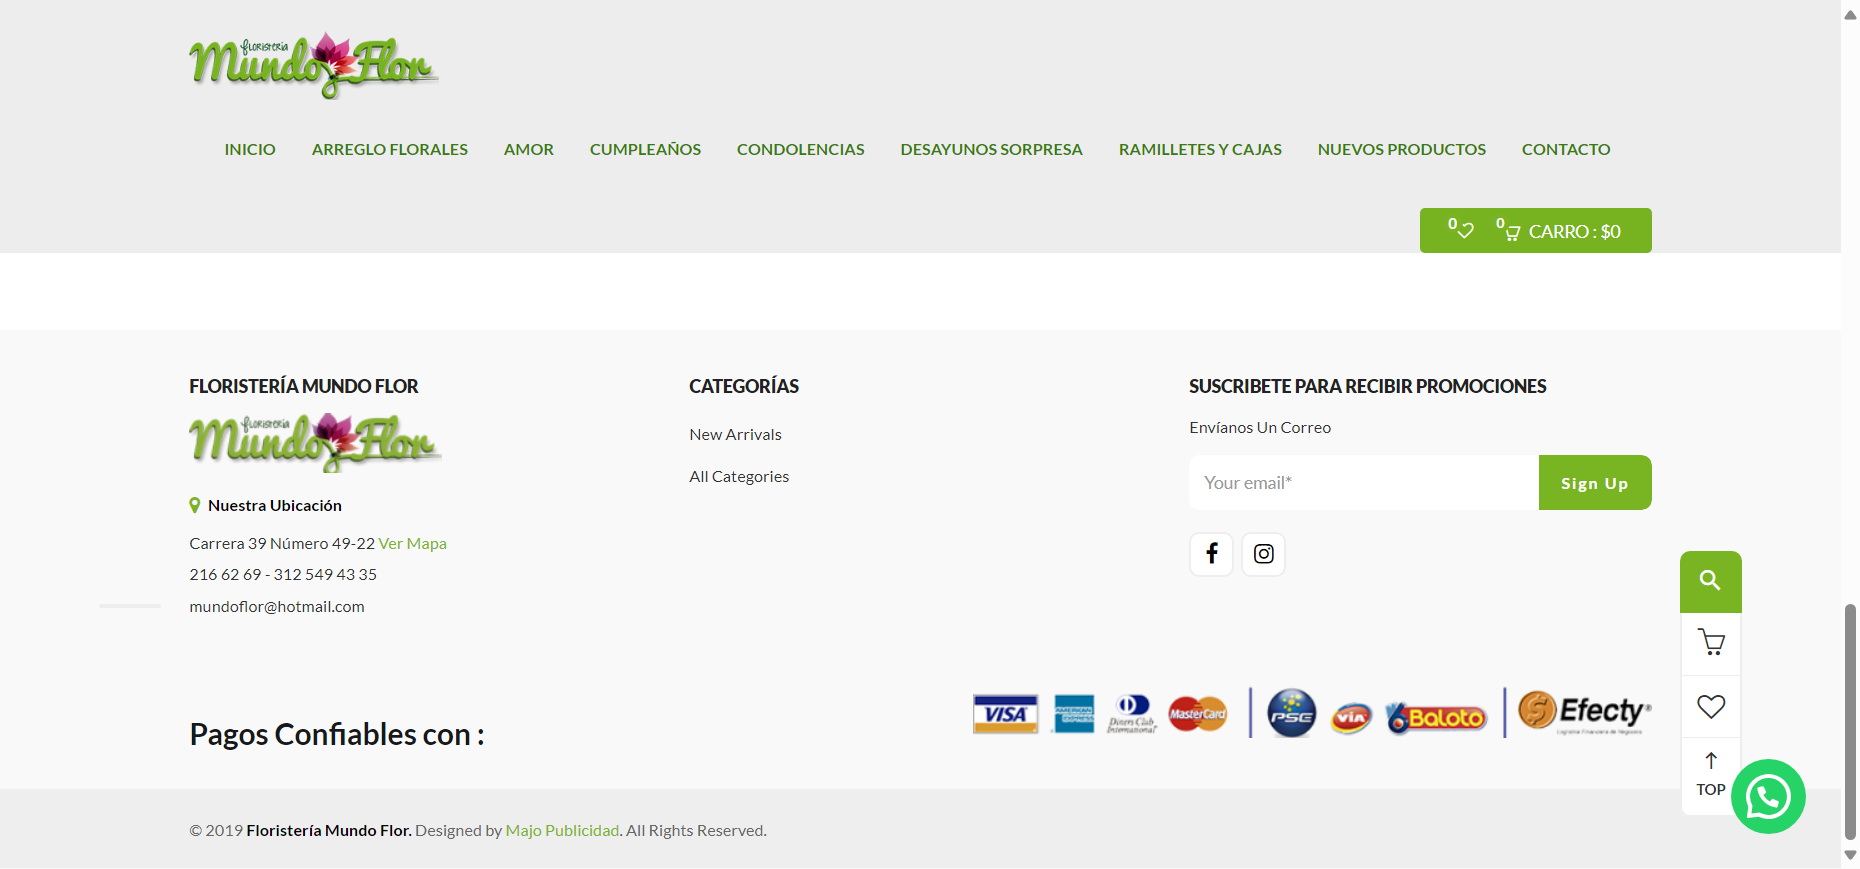 FLORISTERÍA
Mundo Flor
INICIO ARREGLO FLORALES AMOR CUMPLEAÑOS CONDOLENCIAS DESAYUNOS SORPRESA RAMILLETES Y CAJAS NUEVOS PRODUCTOS CONTACTO
0 0 CARRO : $0
FLORISTERÍA MUNDO FLOR
FLORISTERÍA
Mundo Flor
Nuestra Ubicación
Carrera 39 Número 49-22 Ver Mapa
216 62 69 - 312 549 43 35
mundoflor@hotmail.com
CATEGORÍAS
New Arrivals
All Categories
SUSCRIBETE PARA RECIBIR PROMOCIONES
Envíanos Un Correo
Your email*
Sign Up
TOP
Pagos Confiables con :
VISA AMERICAN EXPRESS Diners Club International MasterCard PSE VIA BALOTO Efecty
© 2019 Floristería Mundo Flor. Designed by Majo Publicidad. All Rights Reserved.